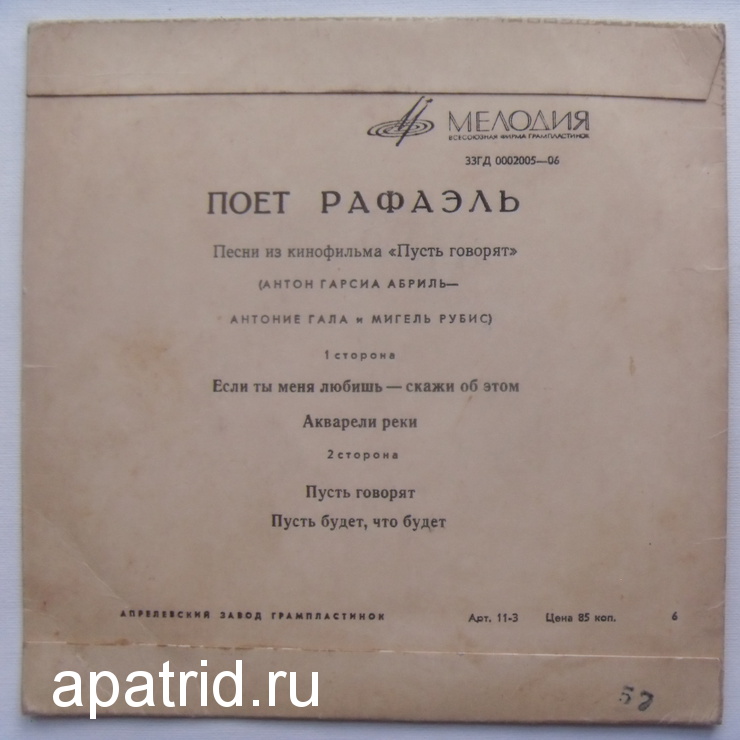 МЕЛОДИЯ
ВСЕСОЮЗНАЯ ФИРМА ГРАМПЛАСТИНОК
33ГД 0002005—06
ПОЕТ РАФАЭЛЬ
Песни из кинофильма «Пусть говорят»
(АНТОН ГАРСИА АБРИЛЬ—
АНТОНИЕ ГАЛА и МИГЕЛЬ РУБИС)
1 сторона
Если ты меня любишь — скажи об этом
Акварели реки
2 сторона
Пусть говорят
Пусть будет, что будет
АПРЕЛЕВСКИЙ ЗАВОД ГРАМПЛАСТИНОК Арт. 11-3 Цена 85 коп. 6
apatrid.ru
57